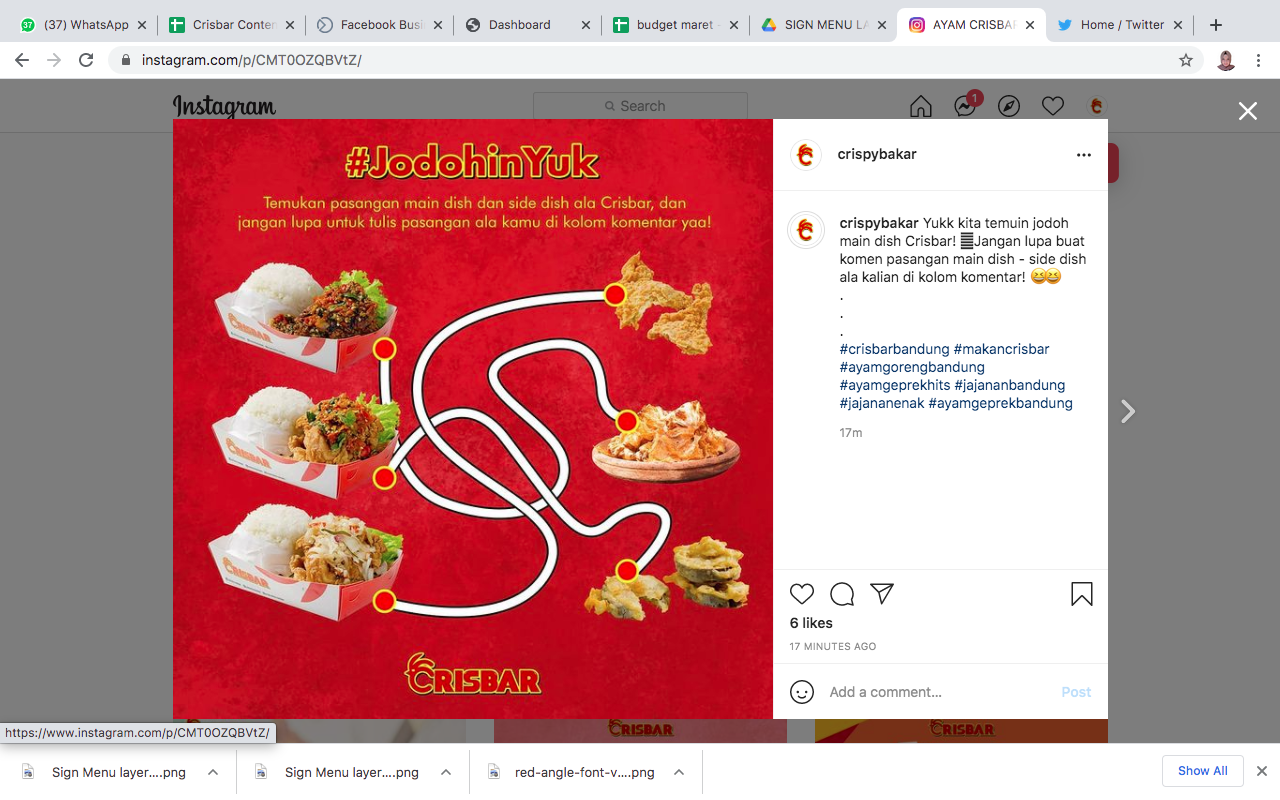 (37) WhatsApp
Crisbar Conten
Facebook Busi
Dashboard
budget maret -
SIGN MENU LA
AYAM CRISBAR
Home / Twitter
instagram.com/p/CMT0OZQBVtZ/
Instagram
Search
1
#JodohinYuk
Temukan pasangan main dish dan side dish ala Crisbar, dan
jangan lupa untuk tulis pasangan ala kamu di kolom komentar yaa!
CRISBAR
CRISBAR
CRISBAR
CRISBAR
crispybakar
crispybakar Yukk kita temuin jodoh
main dish Crisbar! Jangan lupa buat
komen pasangan main dish - side dish
ala kalian di kolom komentar! 😆😆
.
.
.
#crisbarbandung #makancrisbar
#ayamgorengbandung
#ayamgeprekhits #jajananbandung
#jajananenak #ayamgeprekbandung
17m
6 likes
17 MINUTES AGO
Add a comment...
Post
CRISBAR
CRISBAR
https://www.instagram.com/p/CMT0OZQBVtZ/
Sign Menu layer....png
Sign Menu layer....png
red-angle-font-v....png
Show All